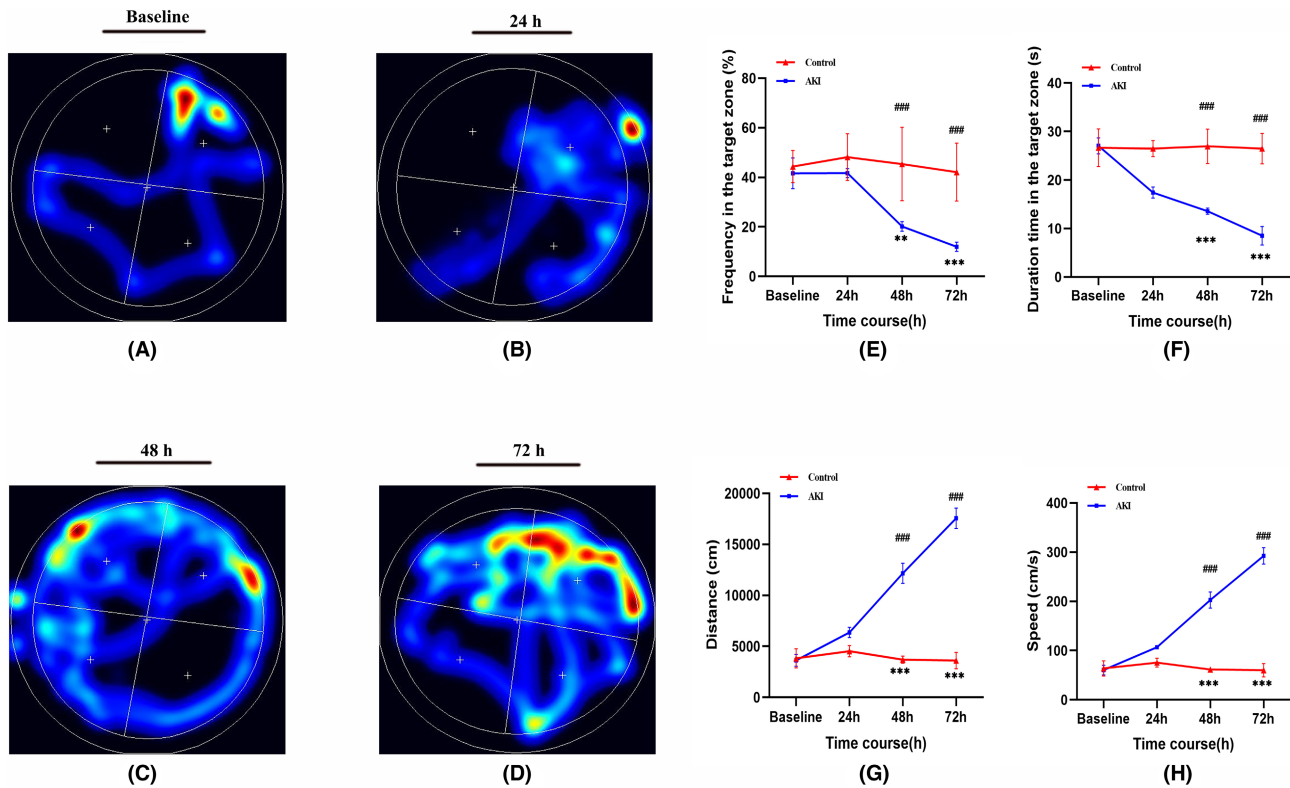 Baseline
24 h
(A)
(B)
Control
AKI
Frequency in the target zone (%)
80
60
40
20
0
###
###
**
***
Baseline 24h 48h 72h
Time course(h)
(E)
Control
AKI
Duration time in the target zone (s)
40
30
20
10
0
###
###
***
***
Baseline 24h 48h 72h
Time course(h)
(F)
48 h
72 h
(C)
(D)
Control
AKI
Distance (cm)
20000
15000
10000
5000
0
###
###
***
***
Baseline 24h 48h 72h
Time course(h)
(G)
Control
AKI
Speed (cm/s)
400
300
200
100
0
###
###
***
***
Baseline 24h 48h 72h
Time course(h)
(H)